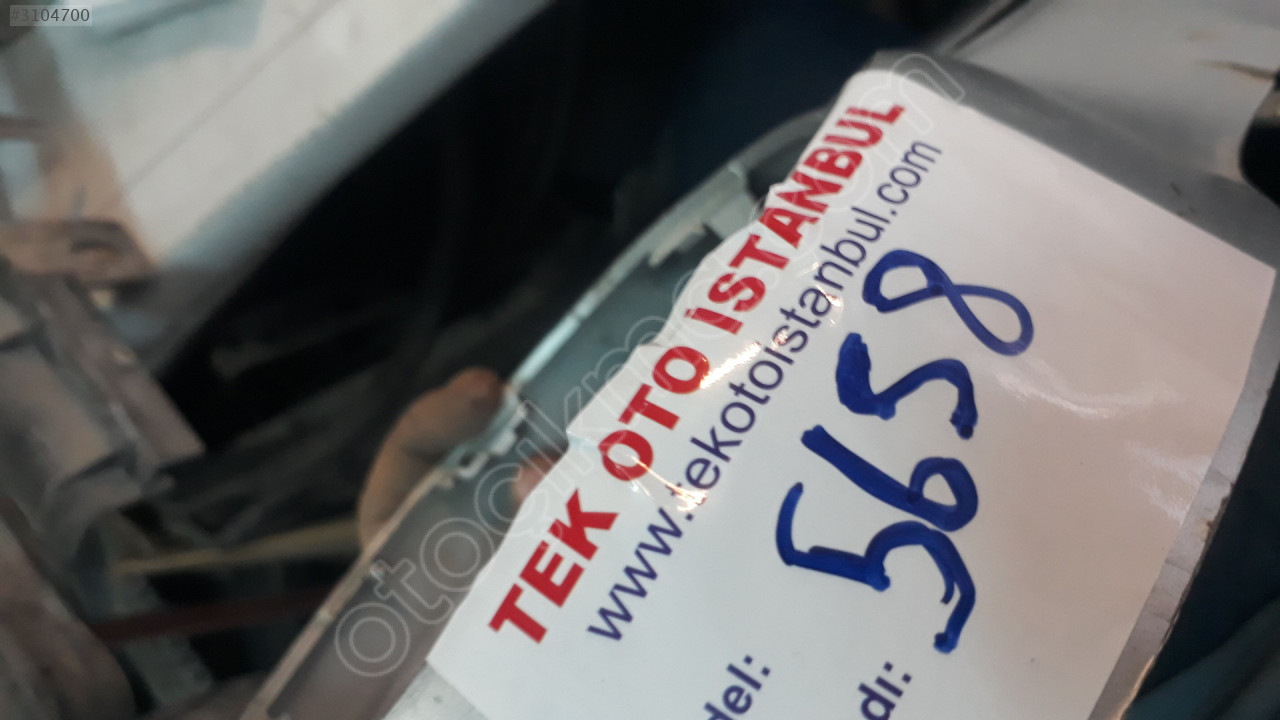 #3104700
TEK OTO İSTANBUL
www.tekotoistanbul.com
5658
del:
dı: